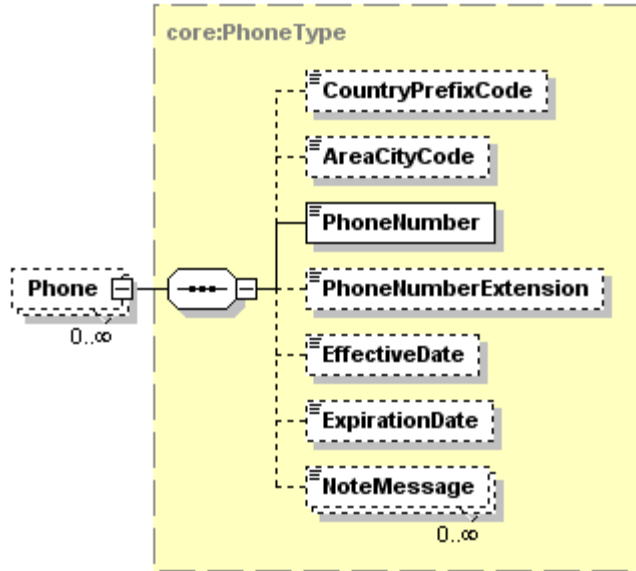 core:PhoneType
CountryPrefixCode
AreaCityCode
PhoneNumber
Phone
0..∞
PhoneNumberExtension
EffectiveDate
ExpirationDate
NoteMessage
0..∞